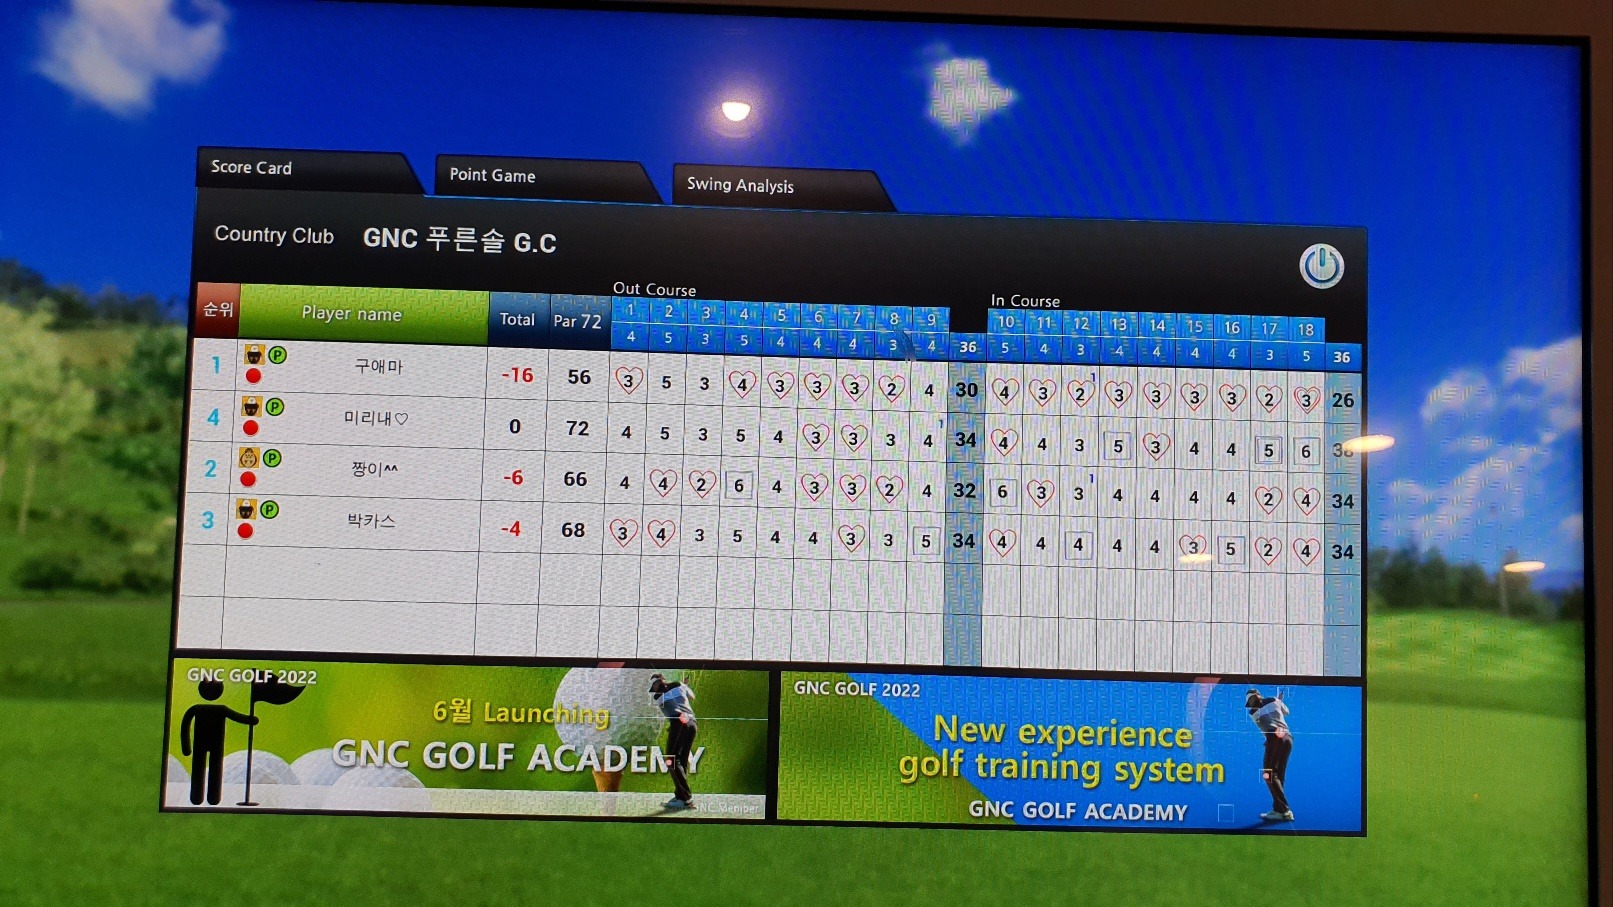 Score Card Point Game Swing Analysis
Country Club GNC 푸른솔 G.C
Out Course In Course
순위 Player name Total Par 72 1 2 3 4 5 6 7 8 9 10 11 12 13 14 15 16 17 18
4 5 3 5 4 4 4 3 4 36 5 4 3 4 4 4 4 3 5 36
1 P 구애마 -16 56 3 5 3 4 3 3 3 2 4 30 4 3 2 1 3 3 3 3 2 3 26
4 P 미리내♡ 0 72 4 5 3 5 4 3 3 3 4 1 34 4 4 3 5 3 4 4 5 6 38
2 P 짱이^^ -6 66 4 4 2 6 4 3 3 2 4 32 6 3 3 1 4 4 4 4 2 4 34
3 P 박카스 -4 68 3 4 3 5 4 4 3 3 5 34 4 4 4 4 4 3 5 2 4 34
GNC GOLF 2022
6월 Launching
GNC GOLF ACADEMY
GNC Member
GNC GOLF 2022
New experience
golf training system
GNC GOLF ACADEMY